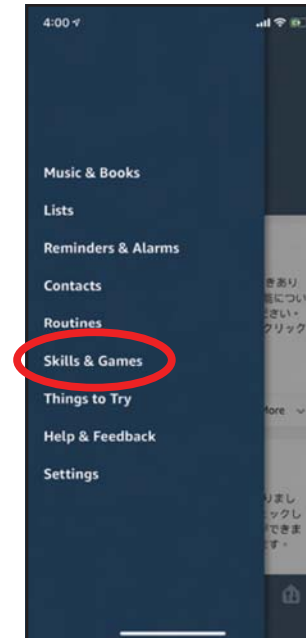 4:00
Music & Books
Lists
Reminders & Alarms
Contacts
Routines
Skills & Games
Things to Try
Help & Feedback
Settings
きあり
につい
さい。
クリック
More
りまし
ックし
できま
す。